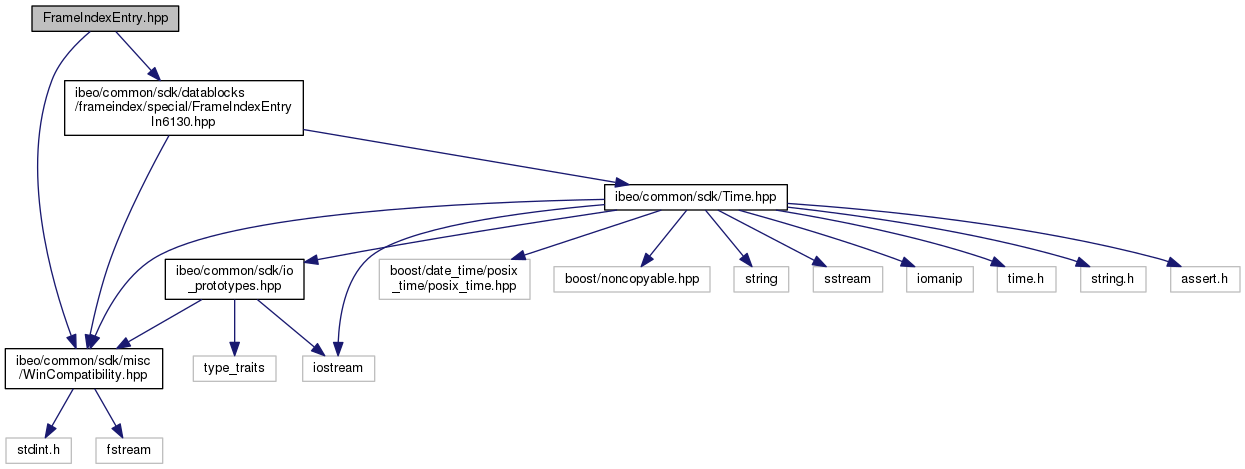 FrameIndexEntry.hpp
ibeo/common/sdk/datablocks
/frameindex/special/FrameIndexEntry
In6130.hpp
ibeo/common/sdk/Time.hpp
ibeo/common/sdk/io
_prototypes.hpp
boost/date_time/posix
_time/posix_time.hpp
boost/noncopyable.hpp
string
sstream
iomanip
time.h
string.h
assert.h
ibeo/common/sdk/misc
/WinCompatibility.hpp
type_traits
iostream
stdint.h
fstream